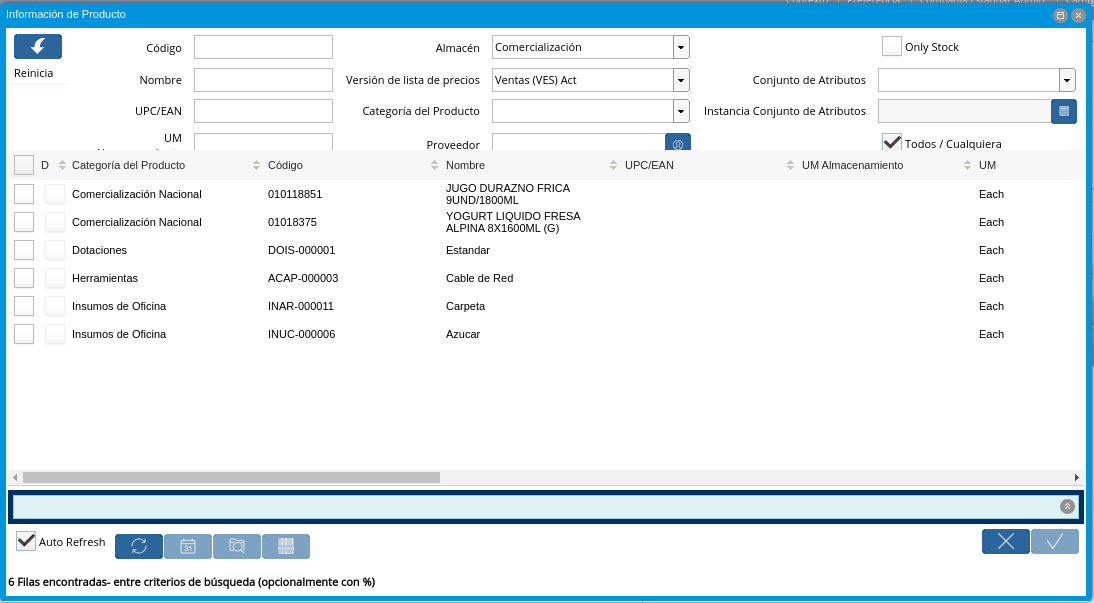 Información de Producto
Reinicia
Código
Almacén
Comercialización
Only Stock
Nombre
Versión de lista de precios
Ventas (VES) Act
Conjunto de Atributos
UPC/EAN
Categoría del Producto
Instancia Conjunto de Atributos
UM
Proveedor
Todos / Cualquiera
D Categoría del Producto Código Nombre UPC/EAN UM Almacenamiento UM
Comercialización Nacional 010118851 JUGO DURAZNO FRICA Each
9UND/1800ML
Comercialización Nacional 01018375 YOGURT LIQUIDO FRESA Each
ALPINA 8X1600ML (G)
Dotaciones DOIS-000001 Estandar Each
Herramientas ACAP-000003 Cable de Red Each
Insumos de Oficina INAR-000011 Carpeta Each
Insumos de Oficina INUC-000006 Azucar Each
Auto Refresh
31
6 Filas encontradas- entre criterios de búsqueda (opcionalmente con %)